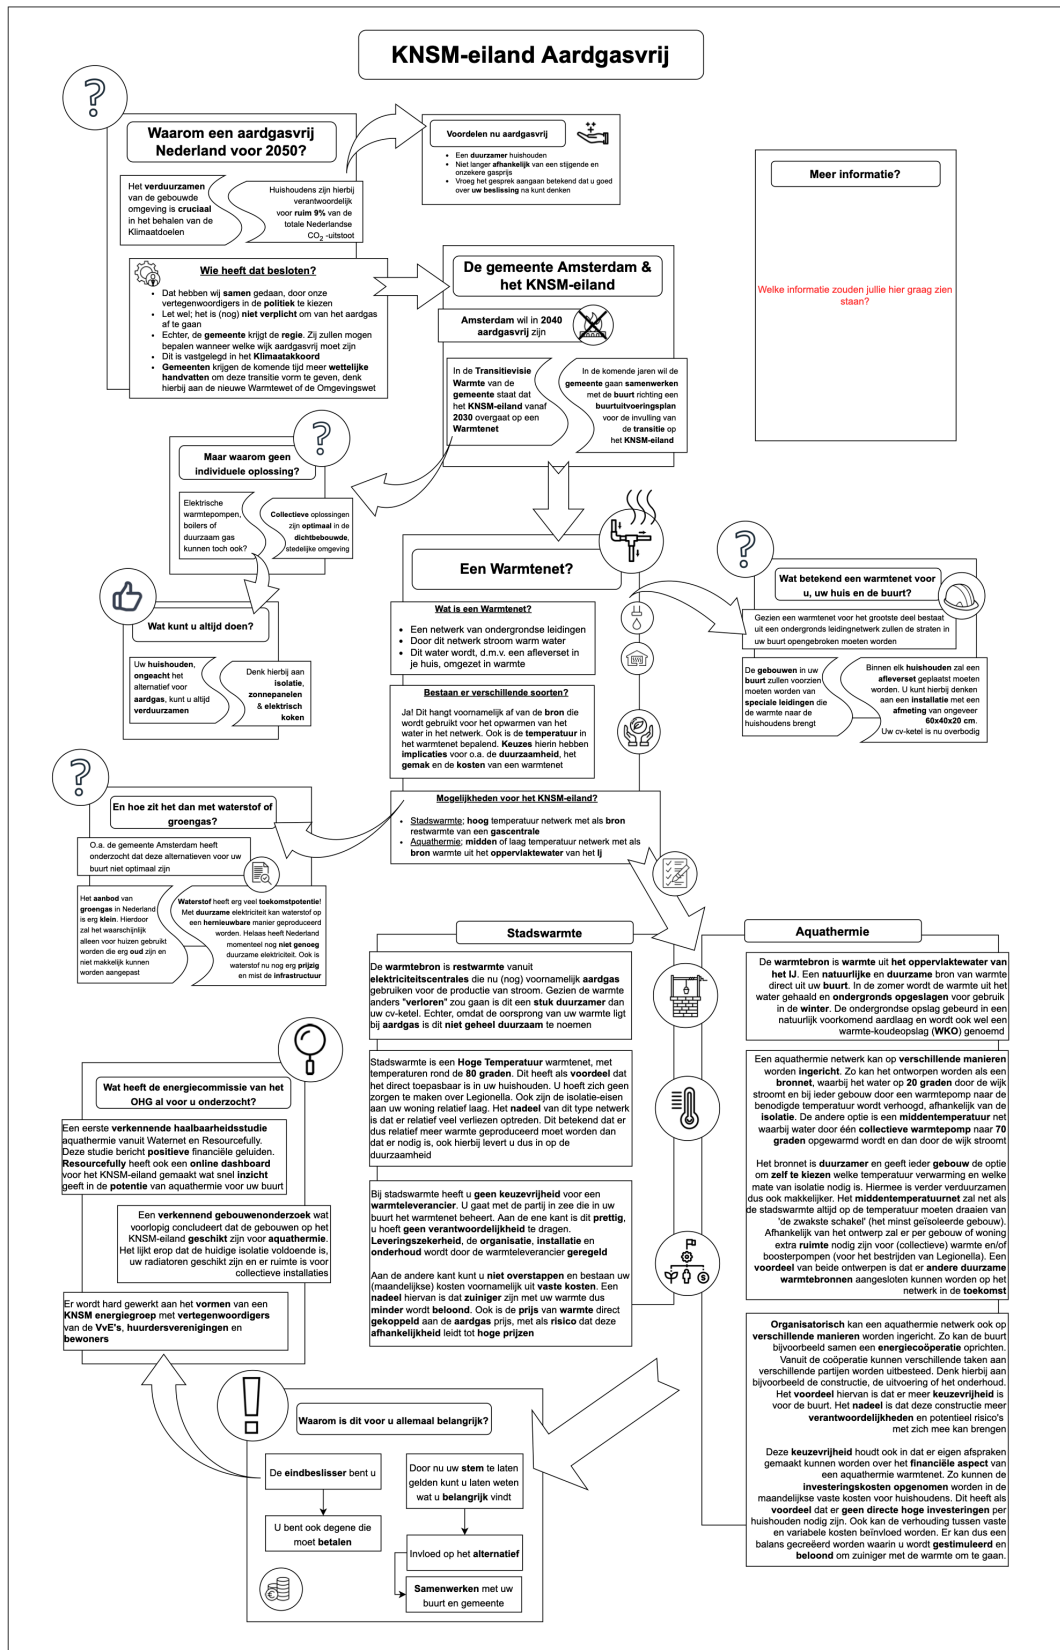 KNSM-eiland Aardgasvrij
Waarom een aardgasvrij
Nederland voor 2050?
Het verduurzamen
van de gebouwde
omgeving is cruciaal
in het behalen van de
Klimaatdoelen
Huishoudens zijn hierbij
verantwoordelijk
voor ruim 9% van de
totale Nederlandse
CO2 -uitstoot
Voordelen nu aardgasvrij
• Een duurzamer huishouden
• Niet langer afhankelijk van een stijgende en
onzekere gasprijs
• Vroeg het gesprek aangaan betekend dat u goed
over uw beslissing na kunt denken
Meer informatie?
Welke informatie zouden jullie hier graag zien
staan?
Wie heeft dat besloten?
• Dat hebben wij samen gedaan, door onze
vertegenwoordigers in de politiek te kiezen
• Let wel; het is (nog) niet verplicht om van het aardgas
af te gaan
• Echter, de gemeente krijgt de regie. Zij zullen mogen
bepalen wanneer welke wijk aardgasvrij moet zijn
• Dit is vastgelegd in het Klimaatakkoord
• Gemeenten krijgen de komende tijd meer wettelijke
handvatten om deze transitie vorm te geven, denk
hierbij aan de nieuwe Warmtewet of de Omgevingswet
De gemeente Amsterdam &
het KNSM-eiland
Amsterdam wil in 2040
aardgasvrij zijn
In de Transitievisie
Warmte van de
gemeente staat dat
het KNSM-eiland vanaf
2030 overgaat op een
Warmtenet
In de komende jaren wil de
gemeente gaan samenwerken
met de buurt richting een
buurtuitvoeringsplan
voor de invulling van
de transitie op
het KNSM-eiland
Maar waarom geen
individuele oplossing?
Elektrische
warmtepompen,
boilers of
duurzaam gas
kunnen toch ook?
Collectieve oplossingen
zijn optimaal in de
dichtbebouwde,
stedelijke omgeving
Wat kunt u altijd doen?
Uw huishouden,
ongeacht het
alternatief voor
aardgas, kunt u altijd
verduurzamen
Denk hierbij aan
isolatie,
zonnepanelen
& elektrisch
koken
Een Warmtenet?
Wat is een Warmtenet?
• Een netwerk van ondergrondse leidingen
• Door dit netwerk stroom warm water
• Dit water wordt, d.m.v. een afleverset in
je huis, omgezet in warmte
Bestaan er verschillende soorten?
Ja! Dit hangt voornamelijk af van de bron die
wordt gebruikt voor het opwarmen van het
water in het netwerk. Ook is de temperatuur in
het warmtenet bepalend. Keuzes hierin hebben
implicaties voor o.a. de duurzaamheid, het
gemak en de kosten van een warmtenet
Mogelijkheden voor het KNSM-eiland?
• Stadswarmte; hoog temperatuur netwerk met als bron
restwarmte van een gascentrale
• Aquathermie; midden of laag temperatuur netwerk met als
bron warmte uit het oppervlaktewater van het Ij
Wat betekend een warmtenet voor
u, uw huis en de buurt?
Gezien een warmtenet voor het grootste deel bestaat
uit een ondergronds leidingnetwerk zullen de straten in
uw buurt opengebroken moeten worden
De gebouwen in uw
buurt zullen voorzien
moeten worden van
speciale leidingen die
de warmte naar de
huishoudens brengt
Binnen elk huishouden zal een
afleverset geplaatst moeten
worden. U kunt hierbij denken
aan een installatie met een
afmeting van ongeveer
60x40x20 cm.
Uw cv-ketel is nu overbodig
En hoe zit het dan met waterstof of
groengas?
O.a. de gemeente Amsterdam heeft
onderzocht dat deze alternatieven voor uw
buurt niet optimaal zijn
Het aanbod van
groengas in Nederland
is erg klein. Hierdoor
zal het waarschijnlijk
alleen voor huizen gebruikt
worden die erg oud zijn en
niet makkelijk kunnen
worden aangepast
Waterstof heeft erg veel toekomstpotentie!
Met duurzame elektriciteit kan waterstof op
een hernieuwbare manier geproduceerd
worden. Helaas heeft Nederland
momenteel nog niet genoeg
duurzame elektriciteit. Ook is
waterstof nu nog erg prijzig
en mist de infrastructuur
Stadswarmte
De warmtebron is restwarmte vanuit
elektriciteitscentrales die nu (nog) voornamelijk aardgas
gebruiken voor de productie van stroom. Gezien de warmte
anders "verloren" zou gaan is dit een stuk duurzamer dan
uw cv-ketel. Echter, omdat de oorsprong van uw warmte ligt
bij aardgas is dit niet geheel duurzaam te noemen
Stadswarmte is een Hoge Temperatuur warmtenet, met
temperaturen rond de 80 graden. Dit heeft als voordeel dat
het direct toepasbaar is in uw huishouden. U hoeft zich geen
zorgen te maken over Legionella. Ook zijn de isolatie-eisen
aan uw woning relatief laag. Het nadeel van dit type netwerk
is dat er relatief veel verliezen optreden. Dit betekend dat er
dus relatief meer warmte geproduceerd moet worden dan
dat er nodig is, ook hierbij levert u dus in op de
duurzaamheid
Bij stadswarmte heeft u geen keuzevrijheid voor een
warmteleverancier. U gaat met de partij in zee die in uw
buurt het warmtenet beheert. Aan de ene kant is dit prettig,
u hoeft geen verantwoordelijkheid te dragen.
Leveringszekerheid, de organisatie, installatie en
onderhoud wordt door de warmteleverancier geregeld
Aan de andere kant kunt u niet overstappen en bestaan uw
(maandelijkse) kosten voornamelijk uit vaste kosten. Een
nadeel hiervan is dat zuiniger zijn met uw warmte dus
minder wordt beloond. Ook is de prijs van warmte direct
gekoppeld aan de aardgas prijs, met als risico dat deze
afhankelijkheid leidt tot hoge prijzen
Aquathermie
De warmtebron is warmte uit het oppervlaktewater van
het IJ. Een natuurlijke en duurzame bron van warmte
direct uit uw buurt. In de zomer wordt de warmte uit het
water gehaald en ondergronds opgeslagen voor gebruik
in de winter. De ondergrondse opslag gebeurd in een
natuurlijk voorkomend aardlaag en wordt ook wel een
warmte-koudeopslag (WKO) genoemd
Een aquathermie netwerk kan op verschillende manieren
worden ingericht. Zo kan het ontworpen worden als een
bronnet, waarbij het water op 20 graden door de wijk
stroomt en bij ieder gebouw door een warmtepomp naar de
benodigde temperatuur wordt verhoogd, afhankelijk van de
isolatie. De andere optie is een middentemperatuur net
waarbij water door één collectieve warmtepomp naar 70
graden opgewarmd wordt en dan door de wijk stroomt
Het bronnet is duurzamer en geeft ieder gebouw de optie
om zelf te kiezen welke temperatuur verwarming en welke
mate van isolatie nodig is. Hiermee is verder verduurzamen
dus ook makkelijker. Het middentemperatuurnet zal net als
de stadswarmte altijd op de temperatuur moeten draaien van
'de zwakste schakel' (het minst geïsoleerde gebouw).
Afhankelijk van het ontwerp zal er per gebouw of woning
extra ruimte nodig zijn voor (collectieve) warmte en/of
boosterpompen (voor het bestrijden van Legionella). Een
voordeel van beide ontwerpen is dat er andere duurzame
warmtebronnen aangesloten kunnen worden op het
netwerk in de toekomst
Organisatorisch kan een aquathermie netwerk ook op
verschillende manieren worden ingericht. Zo kan de buurt
bijvoorbeeld samen een energiecoöperatie oprichten.
Vanuit de coöperatie kunnen verschillende taken aan
verschillende partijen worden uitbesteed. Denk hierbij aan
bijvoorbeeld de constructie, de uitvoering of het onderhoud.
Het voordeel hiervan is dat er meer keuzevrijheid is
voor de buurt. Het nadeel is dat deze constructie meer
verantwoordelijkheden en potentieel risico's
met zich mee kan brengen
Deze keuzevrijheid houdt ook in dat er eigen afspraken
gemaakt kunnen worden over het financiële aspect van
een aquathermie warmtenet. Zo kunnen de
investeringskosten opgenomen worden in de
maandelijkse vaste kosten voor huishoudens. Dit heeft als
voordeel dat er geen directe hoge investeringen per
huishouden nodig zijn. Ook kan de verhouding tussen vaste
en variabele kosten beïnvloed worden. Er kan dus een
balans gecreëerd worden waarin u wordt gestimuleerd en
beloond om zuiniger met de warmte om te gaan.
Wat heeft de energiecommissie van het
OHG al voor u onderzocht?
Een eerste verkennende haalbaarheidsstudie
aquathermie vanuit Waternet en Resourcefully.
Deze studie bericht positieve financiële geluiden.
Resourcefully heeft ook een online dashboard
voor het KNSM-eiland gemaakt wat snel inzicht
geeft in de potentie van aquathermie voor uw buurt
Een verkennend gebouwenonderzoek wat
voorlopig concludeert dat de gebouwen op het
KNSM-eiland geschikt zijn voor aquathermie.
Het lijkt erop dat de huidige isolatie voldoende is,
uw radiatoren geschikt zijn en er ruimte is voor
collectieve installaties
Er wordt hard gewerkt aan het vormen van een
KNSM energiegroep met vertegenwoordigers
van de VvE's, huurdersverenigingen en
bewoners
Waarom is dit voor u allemaal belangrijk?
De eindbeslisser bent u
U bent ook degene die
moet betalen
Door nu uw stem te laten
gelden kunt u laten weten
wat u belangrijk vindt
Invloed op het alternatief
Samenwerken met uw
buurt en gemeente